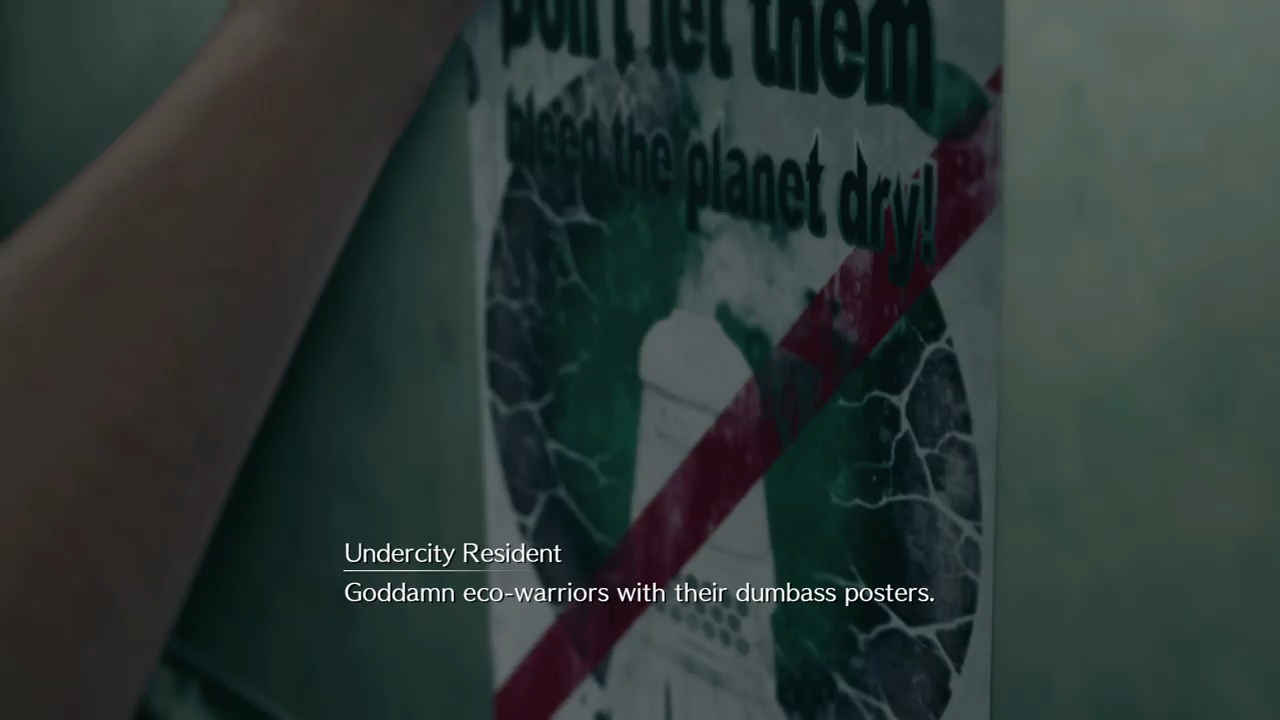 Don't let them
bleed the planet dry!
Undercity Resident
Goddamn eco-warriors with their dumbass posters.